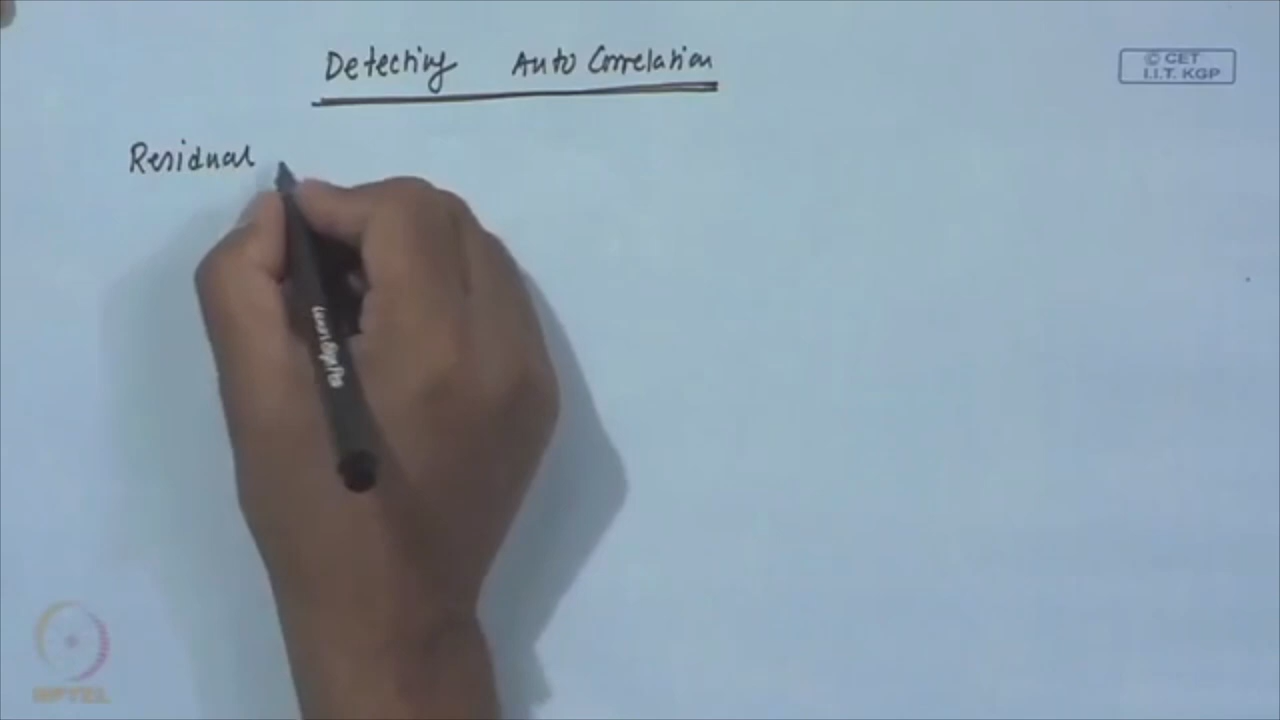 Detecting Auto Correlation
© CET
I.I.T. KGP
Residual
NPTEL